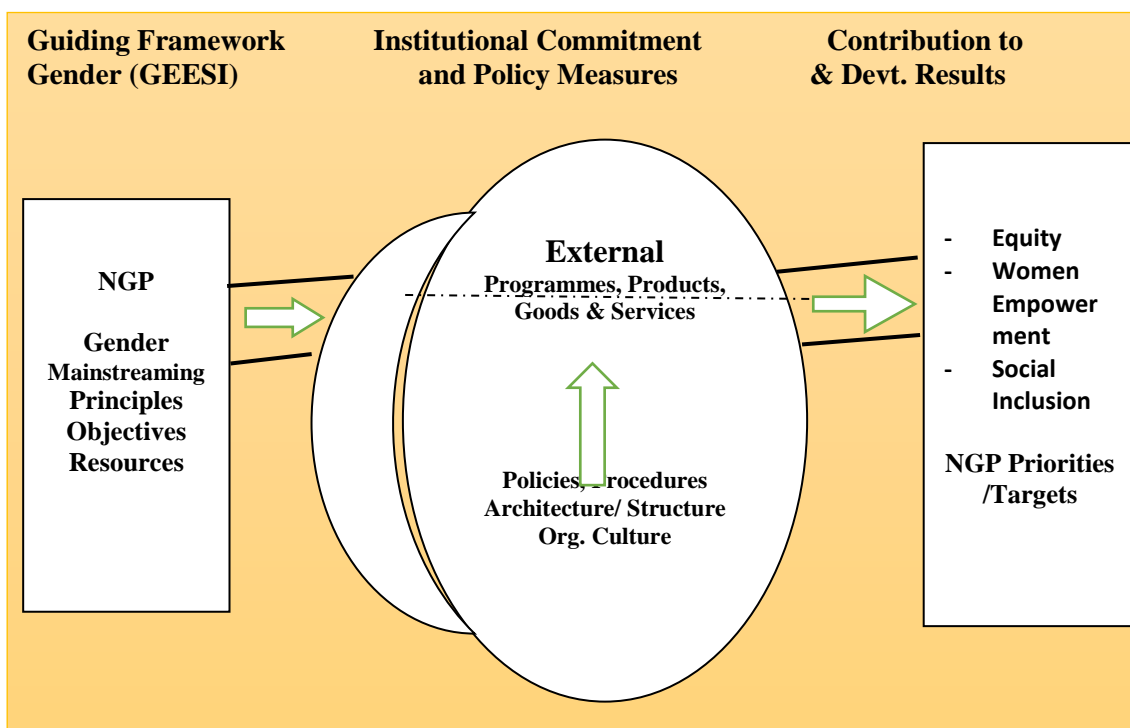 Guiding Framework
Gender (GEESI)
Institutional Commitment
and Policy Measures
Contribution to
& Devt. Results
NGP
Gender
Mainstreaming
Principles
Objectives
Resources
External
Programmes, Products,
Goods & Services
Policies, Procedures
Architecture/ Structure
Org. Culture
- Equity
- Women
Empower
ment
- Social
Inclusion
NGP Priorities
/Targets